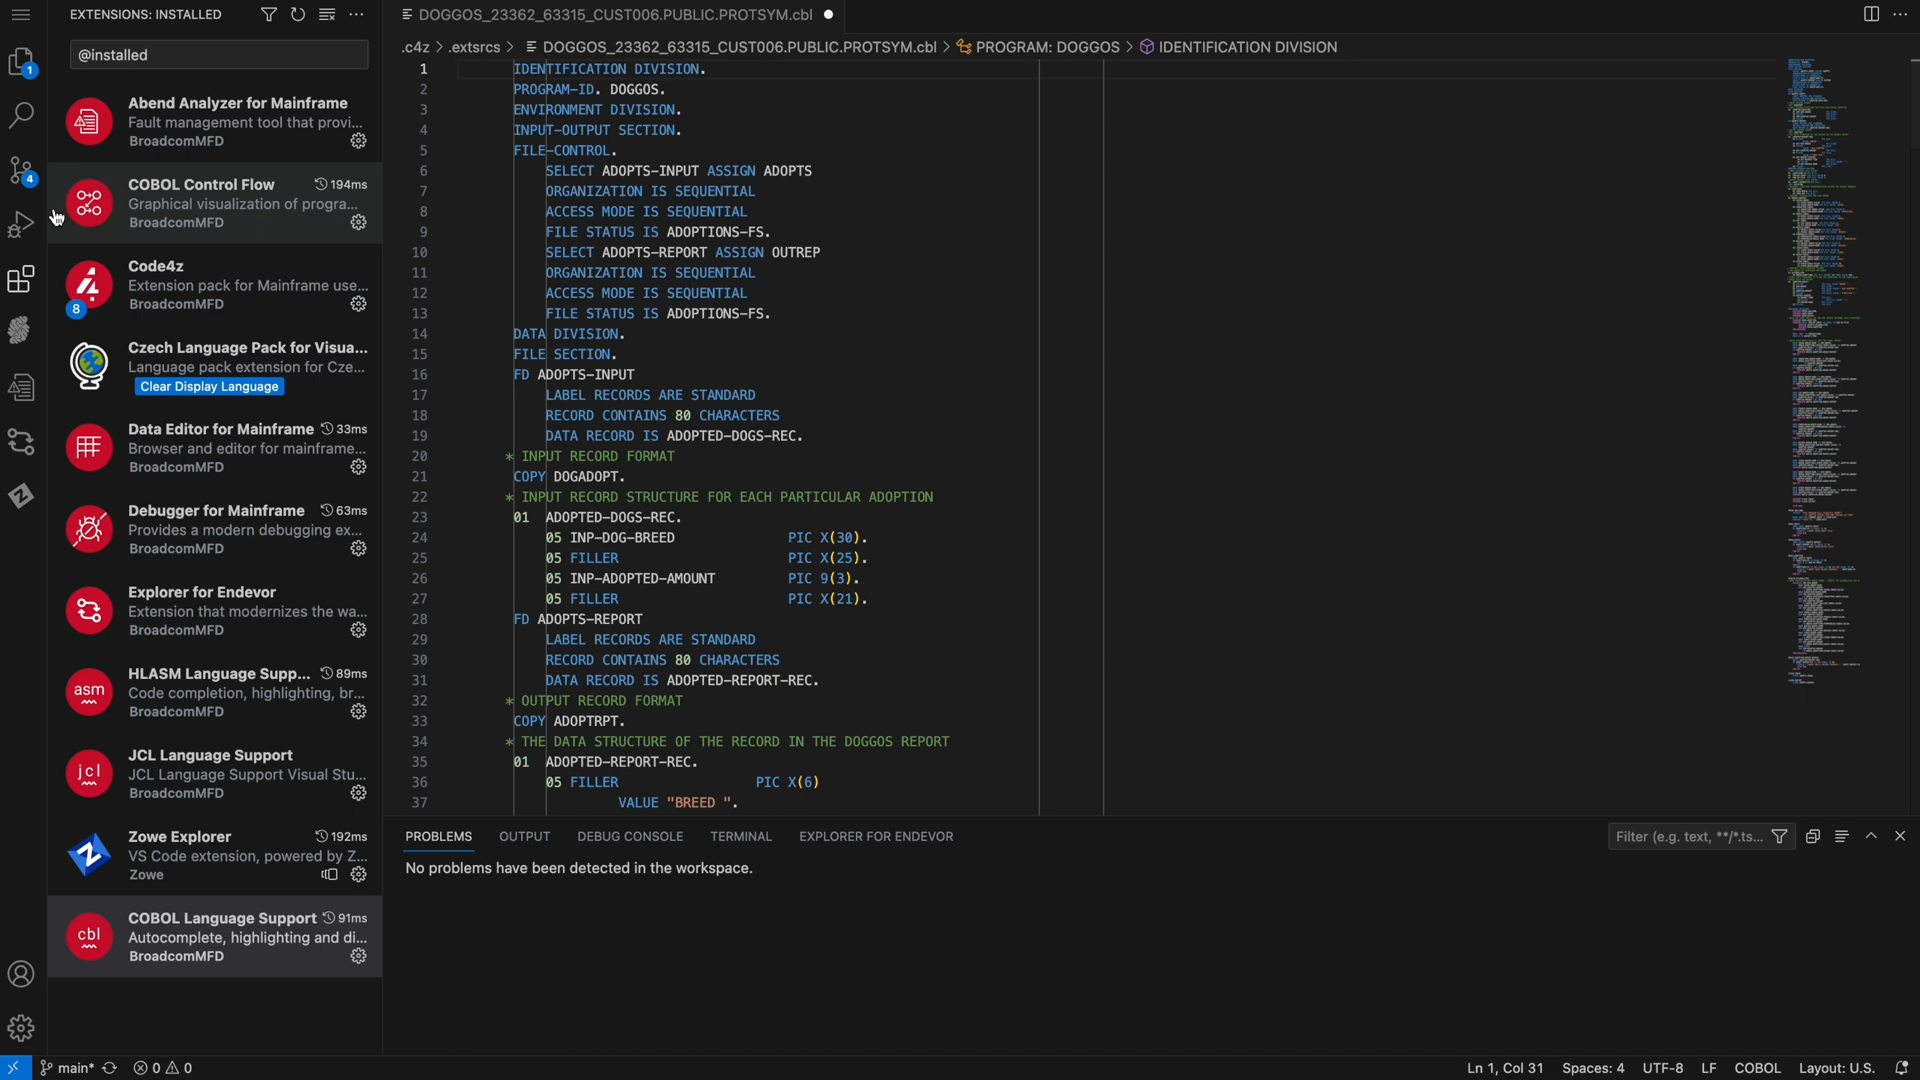 EXTENSIONS: INSTALLED
@installed
1
4
Abend Analyzer for Mainframe
Fault management tool that provi...
BroadcomMFD
COBOL Control Flow 194ms
Graphical visualization of progra...
BroadcomMFD
Code4z
Extension pack for Mainframe use...
BroadcomMFD
8
Czech Language Pack for Visua...
Language pack extension for Cze...
Clear Display Language
Data Editor for Mainframe 33ms
Browser and editor for mainframe...
BroadcomMFD
Debugger for Mainframe 63ms
Provides a modern debugging ex...
BroadcomMFD
Explorer for Endevor
Extension that modernizes the wa...
BroadcomMFD
asm
HLASM Language Supp... 89ms
Code completion, highlighting, br...
BroadcomMFD
jcl
JCL Language Support
JCL Language Support Visual Stu...
BroadcomMFD
Zowe Explorer 192ms
VS Code extension, powered by Z...
Zowe
cbl
COBOL Language Support 91ms
Autocomplete, highlighting and di...
BroadcomMFD
DOGGOS_23362_63315_CUST006.PUBLIC.PROTSYM.cbl
.c4z > .extsrcs > DOGGOS_23362_63315_CUST006.PUBLIC.PROTSYM.cbl > PROGRAM: DOGGOS > IDENTIFICATION DIVISION
1 IDENTIFICATION DIVISION.
2 PROGRAM-ID. DOGGOS.
3 ENVIRONMENT DIVISION.
4 INPUT-OUTPUT SECTION.
5 FILE-CONTROL.
6 SELECT ADOPTS-INPUT ASSIGN ADOPTS
7 ORGANIZATION IS SEQUENTIAL
8 ACCESS MODE IS SEQUENTIAL
9 FILE STATUS IS ADOPTIONS-FS.
10 SELECT ADOPTS-REPORT ASSIGN OUTREP
11 ORGANIZATION IS SEQUENTIAL
12 ACCESS MODE IS SEQUENTIAL
13 FILE STATUS IS ADOPTIONS-FS.
14 DATA DIVISION.
15 FILE SECTION.
16 FD ADOPTS-INPUT
17 LABEL RECORDS ARE STANDARD
18 RECORD CONTAINS 80 CHARACTERS
19 DATA RECORD IS ADOPTED-DOGS-REC.
20 * INPUT RECORD FORMAT
21 COPY DOGADOPT.
22 * INPUT RECORD STRUCTURE FOR EACH PARTICULAR ADOPTION
23 01 ADOPTED-DOGS-REC.
24 05 INP-DOG-BREED PIC X(30).
25 05 FILLER PIC X(25).
26 05 INP-ADOPTED-AMOUNT PIC 9(3).
27 05 FILLER PIC X(21).
28 FD ADOPTS-REPORT
29 LABEL RECORDS ARE STANDARD
30 RECORD CONTAINS 80 CHARACTERS
31 DATA RECORD IS ADOPTED-REPORT-REC.
32 * OUTPUT RECORD FORMAT
33 COPY ADOPTRPT.
34 * THE DATA STRUCTURE OF THE RECORD IN THE DOGGOS REPORT
35 01 ADOPTED-REPORT-REC.
36 05 FILLER PIC X(6)
37 VALUE "BREED ".
PROBLEMS OUTPUT DEBUG CONSOLE TERMINAL EXPLORER FOR ENDEVOR
Filter (e.g. text, **/*.ts...
No problems have been detected in the workspace.
main* 0 0
Ln 1, Col 31 Spaces: 4 UTF-8 LF COBOL Layout: U.S.